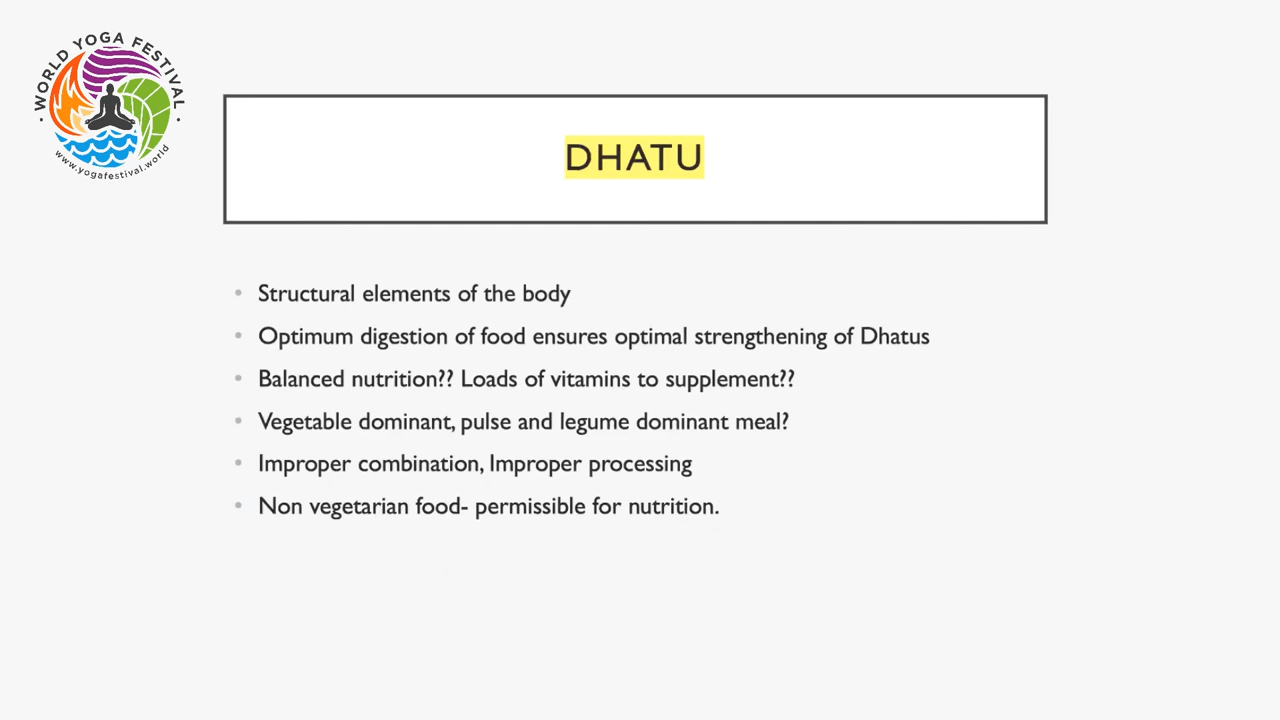 · WORLD YOGA FESTIVAL ·
www.yogafestival.world
DHATU
• Structural elements of the body
• Optimum digestion of food ensures optimal strengthening of Dhatus
• Balanced nutrition?? Loads of vitamins to supplement??
• Vegetable dominant, pulse and legume dominant meal?
• Improper combination, Improper processing
• Non vegetarian food- permissible for nutrition.